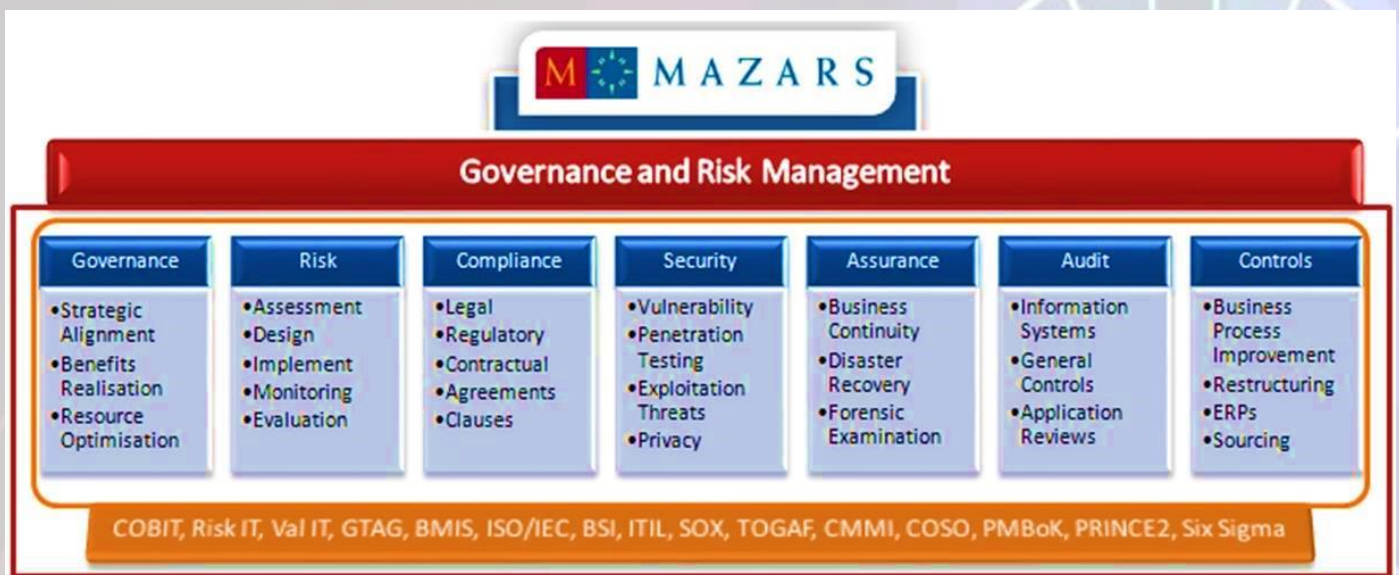 M MAZARS
Governance and Risk Management
Governance
•Strategic
Alignment
•Benefits
Realisation
•Resource
Optimisation
Risk
•Assessment
•Design
•Implement
•Monitoring
•Evaluation
Compliance
•Legal
•Regulatory
•Contractual
•Agreements
•Clauses
Security
•Vulnerability
•Penetration
Testing
•Exploitation
Threats
•Privacy
Assurance
•Business
Continuity
•Disaster
Recovery
•Forensic
Examination
Audit
•Information
Systems
•General
Controls
•Application
Reviews
Controls
•Business
Process
Improvement
•Restructuring
•ERPs
•Sourcing
COBIT, Risk IT, Val IT, GTAG, BMIS, ISO/IEC, BSI, ITIL, SOX, TOGAF, CMMI, COSO, PMBoK, PRINCE2, Six Sigma